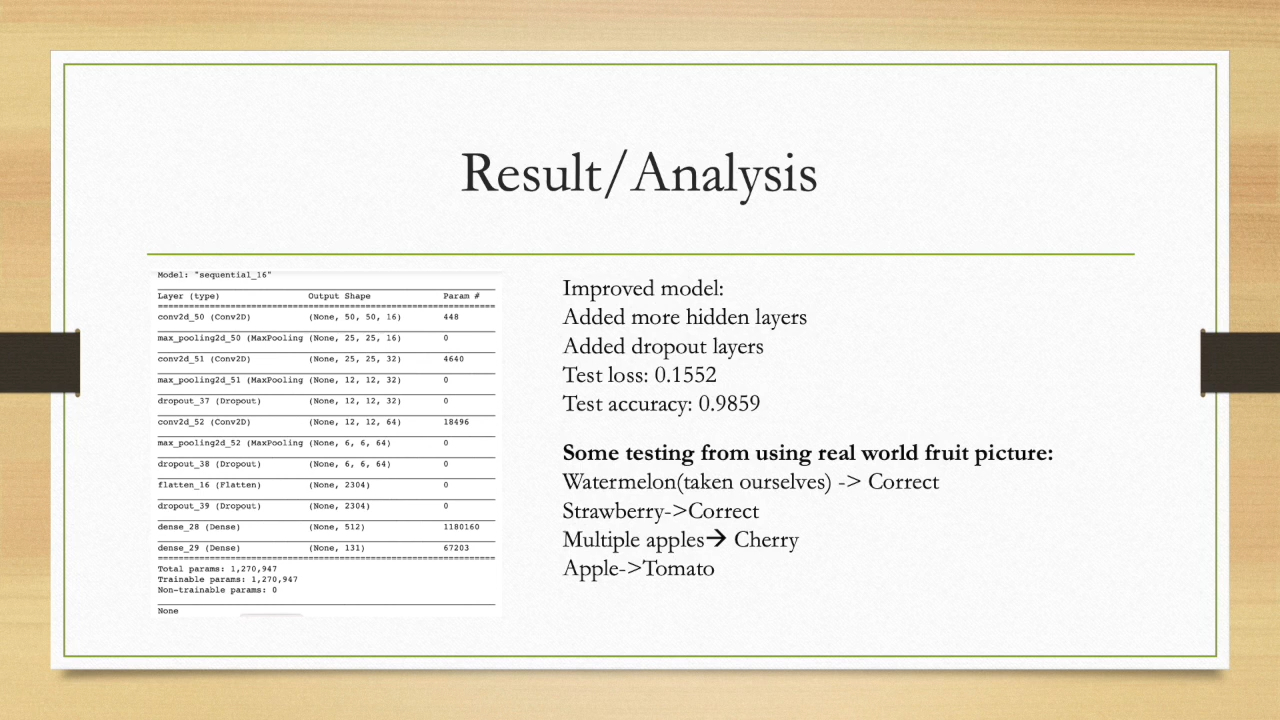 Result/Analysis
Model: "sequential_16"
Layer (type) Output Shape Param #
=================================================================
conv2d_50 (Conv2D) (None, 50, 50, 16) 448
max_pooling2d_50 (MaxPooling (None, 25, 25, 16) 0
conv2d_51 (Conv2D) (None, 25, 25, 32) 4640
max_pooling2d_51 (MaxPooling (None, 12, 12, 32) 0
dropout_37 (Dropout) (None, 12, 12, 32) 0
conv2d_52 (Conv2D) (None, 12, 12, 64) 18496
max_pooling2d_52 (MaxPooling (None, 6, 6, 64) 0
dropout_38 (Dropout) (None, 6, 6, 64) 0
flatten_16 (Flatten) (None, 2304) 0
dropout_39 (Dropout) (None, 2304) 0
dense_28 (Dense) (None, 512) 1180160
dense_29 (Dense) (None, 131) 67203
=================================================================
Total params: 1,270,947
Trainable params: 1,270,947
Non-trainable params: 0
None
Improved model:
Added more hidden layers
Added dropout layers
Test loss: 0.1552
Test accuracy: 0.9859
Some testing from using real world fruit picture:
Watermelon(taken ourselves) -> Correct
Strawberry->Correct
Multiple apples→ Cherry
Apple->Tomato